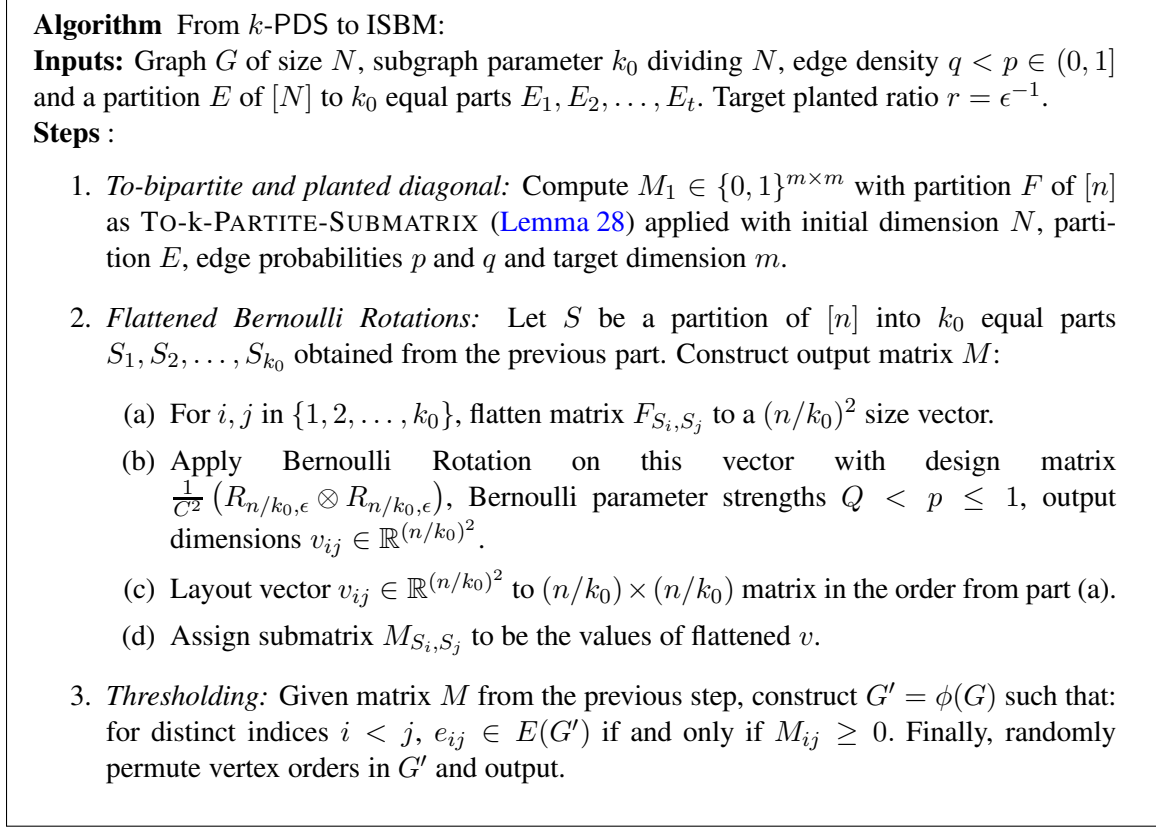 Algorithm From k-PDS to ISBM:
Inputs: Graph G of size N, subgraph parameter k₀ dividing N, edge density q < p ∈ (0, 1]
and a partition E of [N] to k₀ equal parts E₁, E₂, . . . , Eₜ. Target planted ratio r = ϵ⁻¹.
Steps :
1. To-bipartite and planted diagonal: Compute M₁ ∈ {0, 1}^{m×m} with partition F of [n]
as TO-k-PARTITE-SUBMATRIX (Lemma 28) applied with initial dimension N, parti-
tion E, edge probabilities p and q and target dimension m.
2. Flattened Bernoulli Rotations: Let S be a partition of [n] into k₀ equal parts
S₁, S₂, . . . , S_{k₀} obtained from the previous part. Construct output matrix M:
(a) For i, j in {1, 2, . . . , k₀}, flatten matrix F_{S_i,S_j} to a (n/k₀)² size vector.
(b) Apply Bernoulli Rotation on this vector with design matrix
1/C² (R_{n/k₀,ϵ} ⊗ R_{n/k₀,ϵ}), Bernoulli parameter strengths Q < p ≤ 1, output
dimensions v_{ij} ∈ ℝ^{(n/k₀)²}.
(c) Layout vector v_{ij} ∈ ℝ^{(n/k₀)²} to (n/k₀) × (n/k₀) matrix in the order from part (a).
(d) Assign submatrix M_{S_i,S_j} to be the values of flattened v.
3. Thresholding: Given matrix M from the previous step, construct G′ = ϕ(G) such that:
for distinct indices i < j, e_{ij} ∈ E(G′) if and only if M_{ij} ≥ 0. Finally, randomly
permute vertex orders in G′ and output.